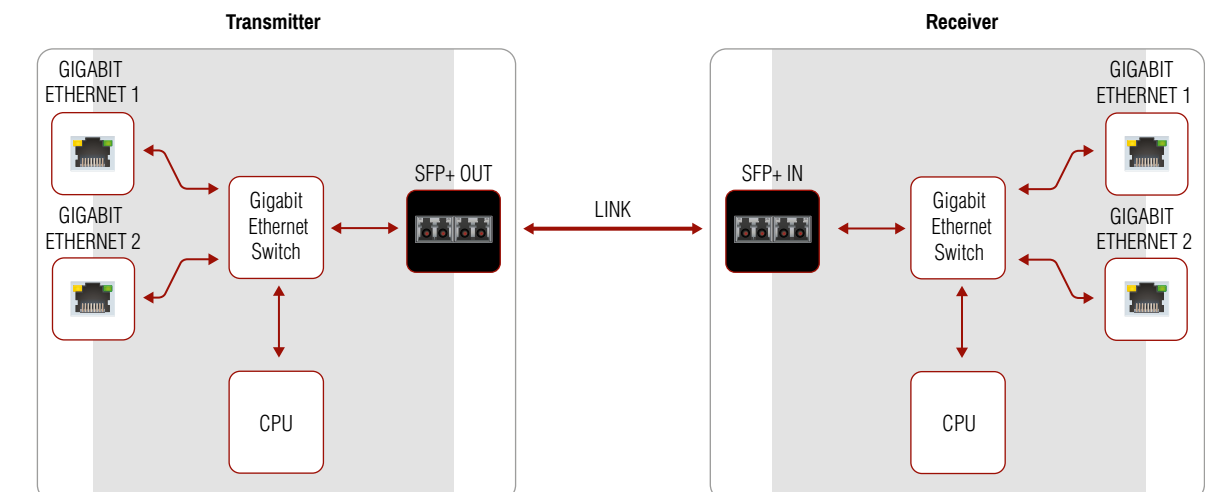 Transmitter
GIGABIT
ETHERNET 1
GIGABIT
ETHERNET 2
Gigabit
Ethernet
Switch
CPU
SFP+ OUT
LINK
Receiver
SFP+ IN
Gigabit
Ethernet
Switch
CPU
GIGABIT
ETHERNET 1
GIGABIT
ETHERNET 2